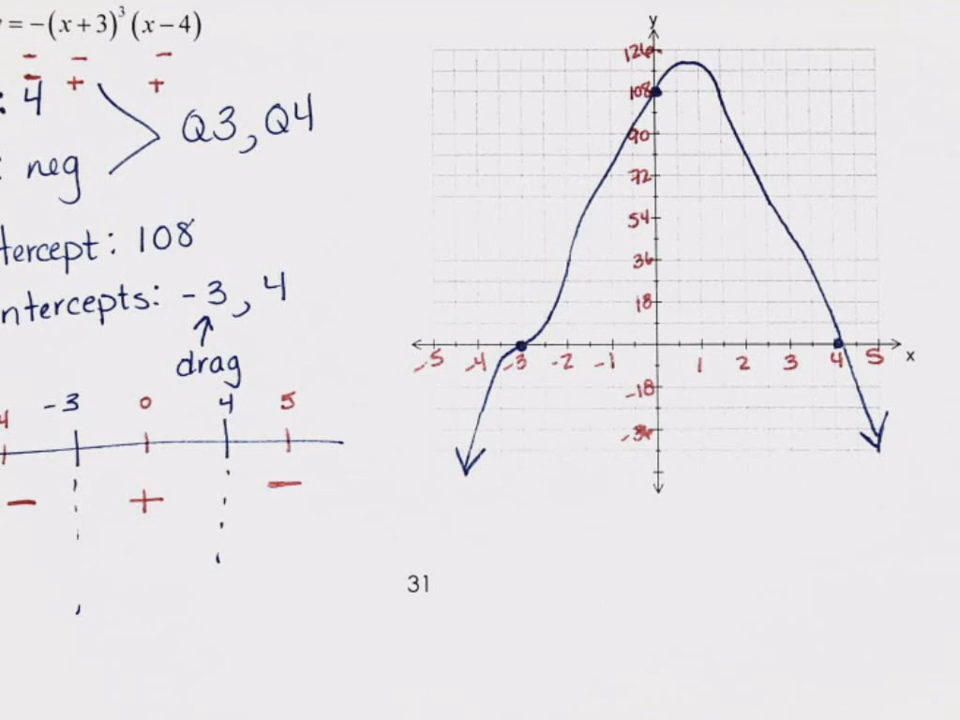 = -(x+3)³(x-4)
- - -
- + +
: 4
: neg
Q3, Q4
tercept: 108
ntercepts: -3, 4
↑
drag
4 -3 0 4 5
- + -
y
126
108
90
72
54
36
18
-5 -4 -3 -2 -1 1 2 3 4 5 x
-18
-36
31